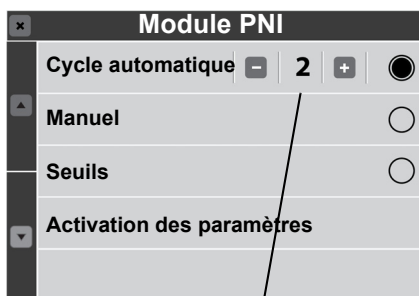 Module PNI
Cycle automatique - 2 +
Manuel
Seuils
Activation des paramètres